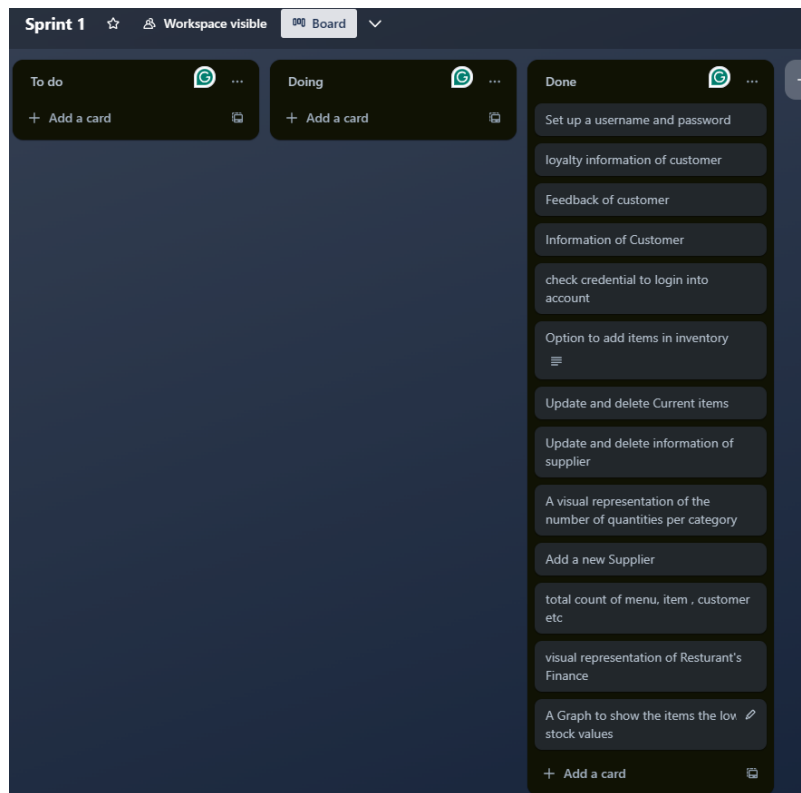 Sprint 1
Workspace visible
Board
To do
Add a card
Doing
Add a card
Done
Set up a username and password
loyalty information of customer
Feedback of customer
Information of Customer
check credential to login into
account
Option to add items in inventory
Update and delete Current items
Update and delete information of
supplier
A visual representation of the
number of quantities per category
Add a new Supplier
total count of menu, item , customer
etc
visual representation of Resturant's
Finance
A Graph to show the items the low
stock values
Add a card